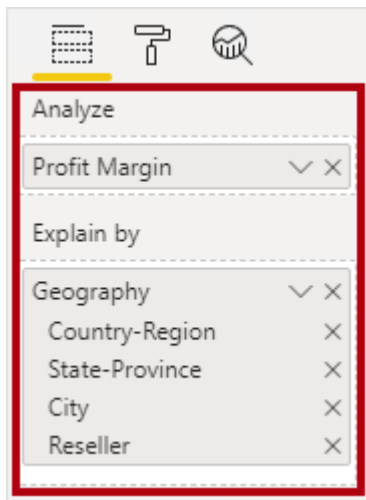 Analyze
Profit Margin
Explain by
Geography
Country-Region
State-Province
City
Reseller